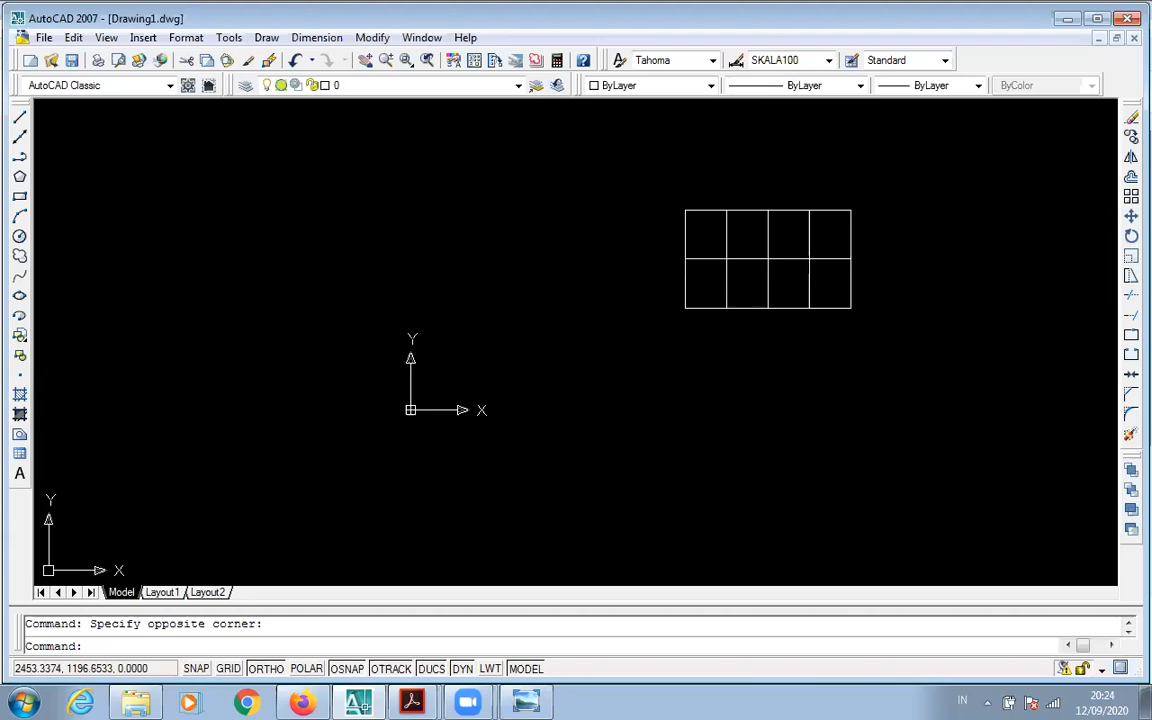 AutoCAD 2007 - [Drawing1.dwg]
File Edit View Insert Format Tools Draw Dimension Modify Window Help
Tahoma SKALA100 Standard
AutoCAD Classic 0 ByLayer ByLayer ByLayer ByColor
A
Y
X
Y
X
Model Layout1 Layout2
Command: Specify opposite corner:
Command:
2453.3374, 1196.6533, 0.0000 SNAP GRID ORTHO POLAR OSNAP OTRACK DUCS DYN LWT MODEL
IN 20:24
12/09/2020